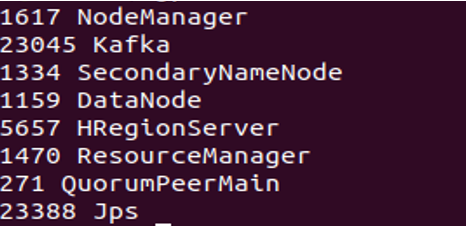 1617 NodeManager
23045 Kafka
1334 SecondaryNameNode
1159 DataNode
5657 HRegionServer
1470 ResourceManager
271 QuorumPeerMain
23388 Jps